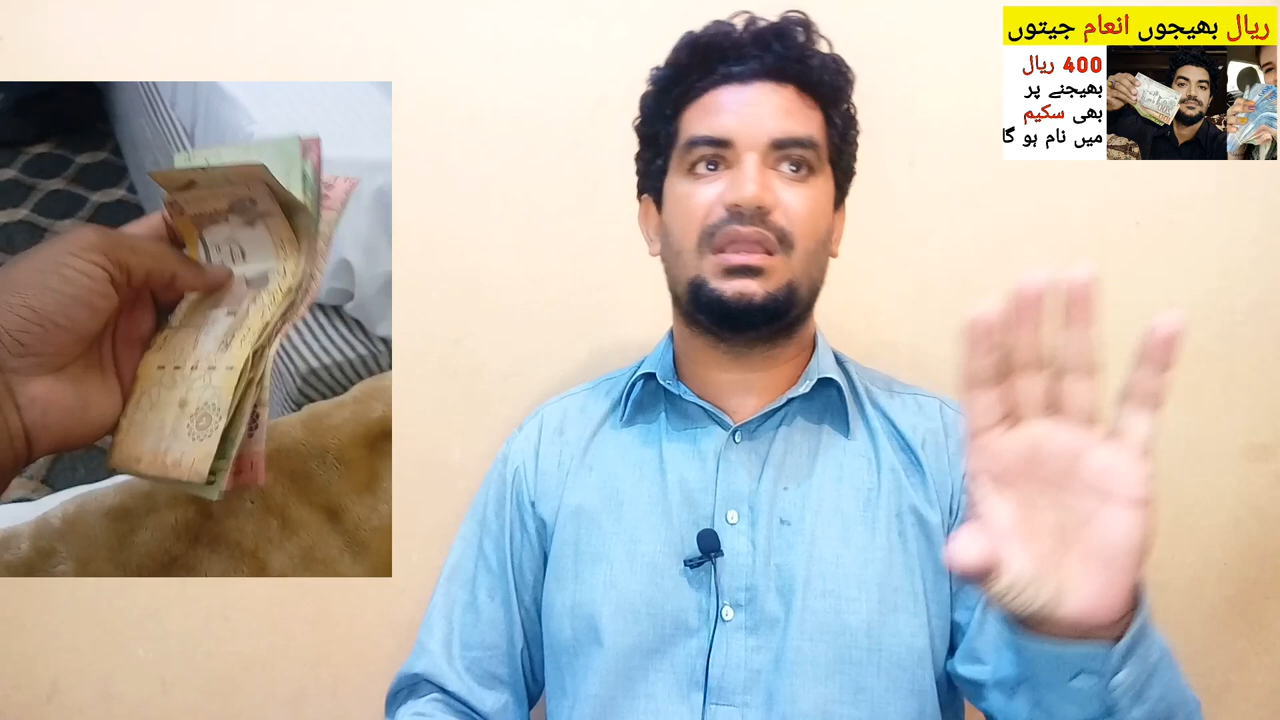 ریال بھیجوں انعام جیتوں
400 ریال
بھیجنے پر
بھی سکیم
میں نام ہو گا